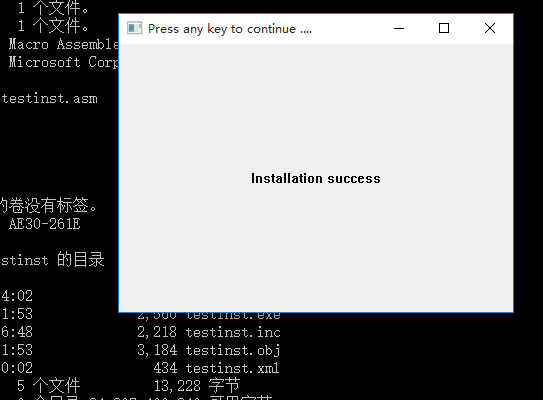 1 个文件。
1 个文件。
Macro Assemble
Microsoft Corp
testinst.asm
Press any key to continue ....
Installation success
的卷没有标签。
AE30-261E
stinst 的目录
4:02
1:53 2,560 testinst.exe
6:48 2,218 testinst.inc
1:53 3,184 testinst.obj
0:02 434 testinst.xml
5 个文件 13,228 字节